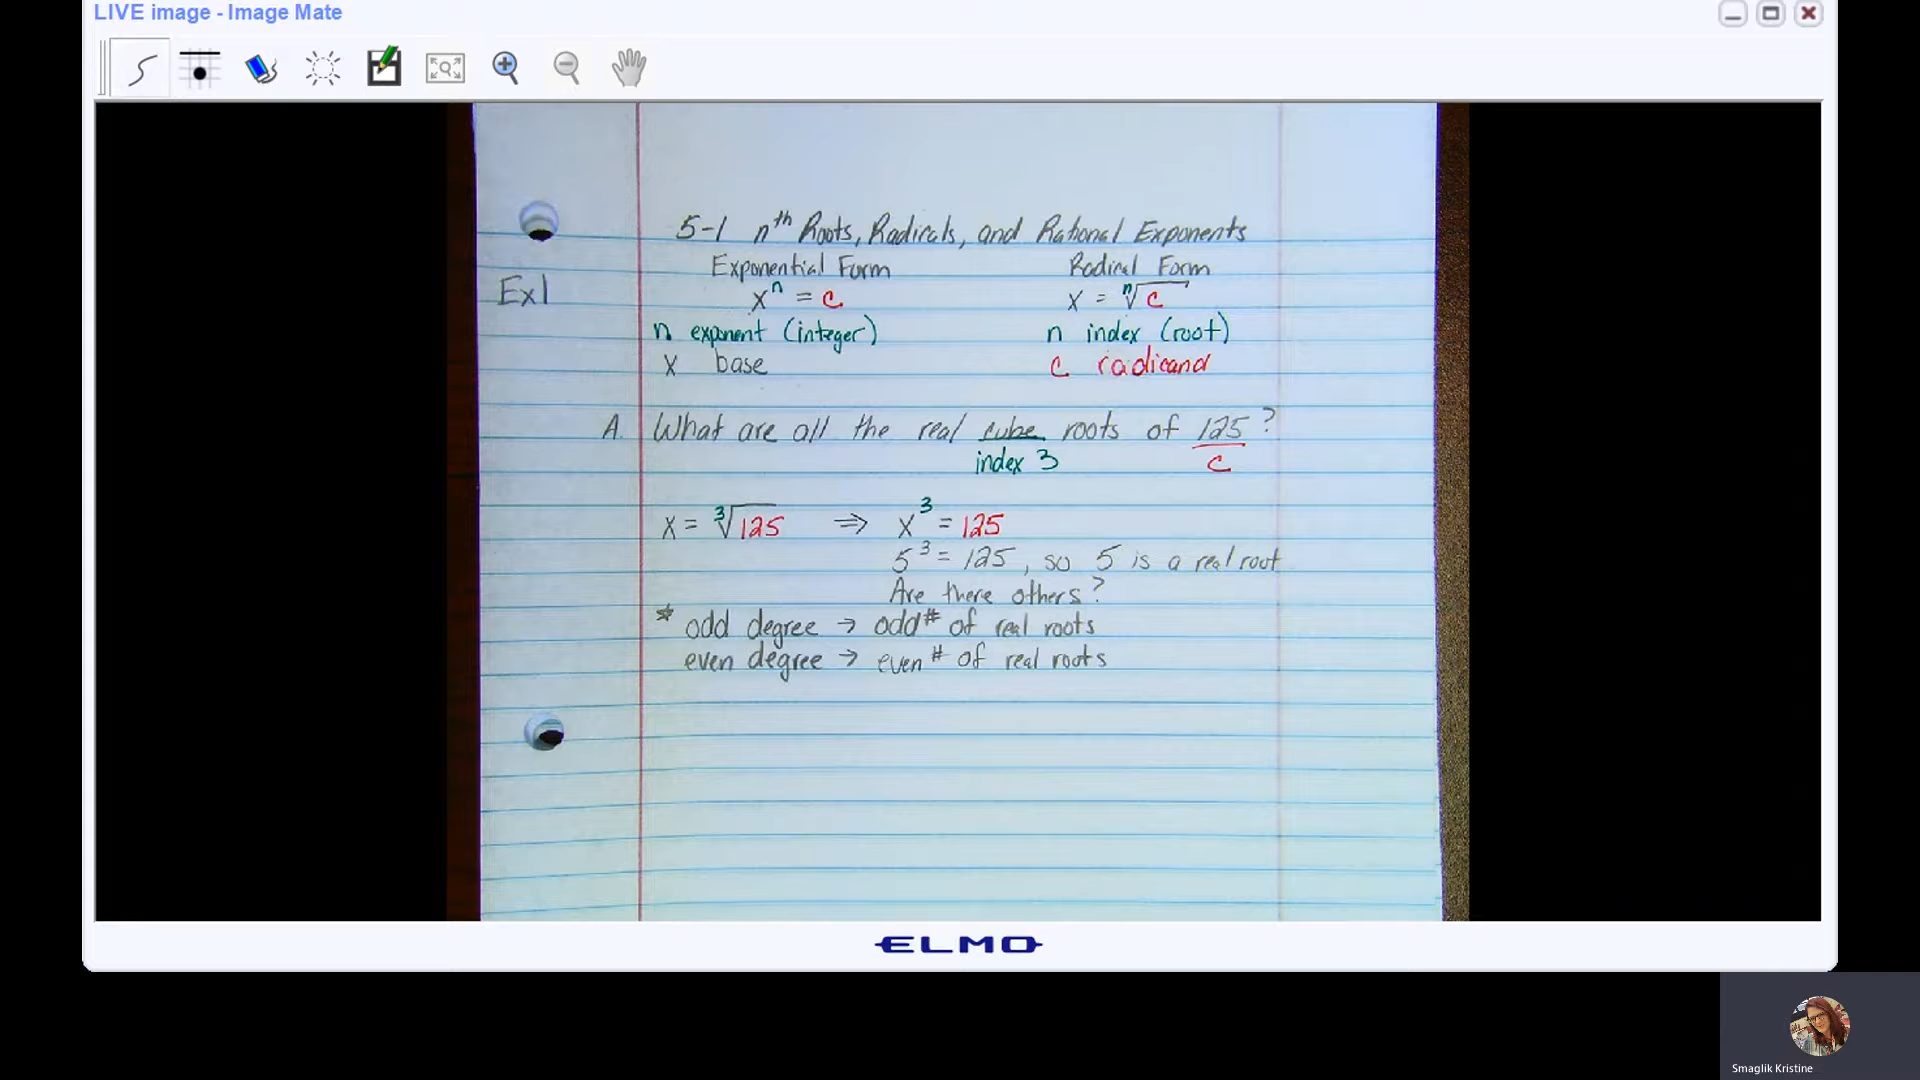 LIVE image - Image Mate
5-1 nth Roots, Radicals, and Rational Exponents
Exponential Form Radical Form
Ex1
xⁿ = c x = ⁿ√c
n exponent (integer) n index (root)
x base c radicand
A. What are all the real cube roots of 125?
index 3 c
x = ³√125 ⇒ x³ = 125
5³ = 125, so 5 is a real root
Are there others?
* odd degree → odd # of real roots
even degree → even # of real roots
ELMO
Smaglik Kristine